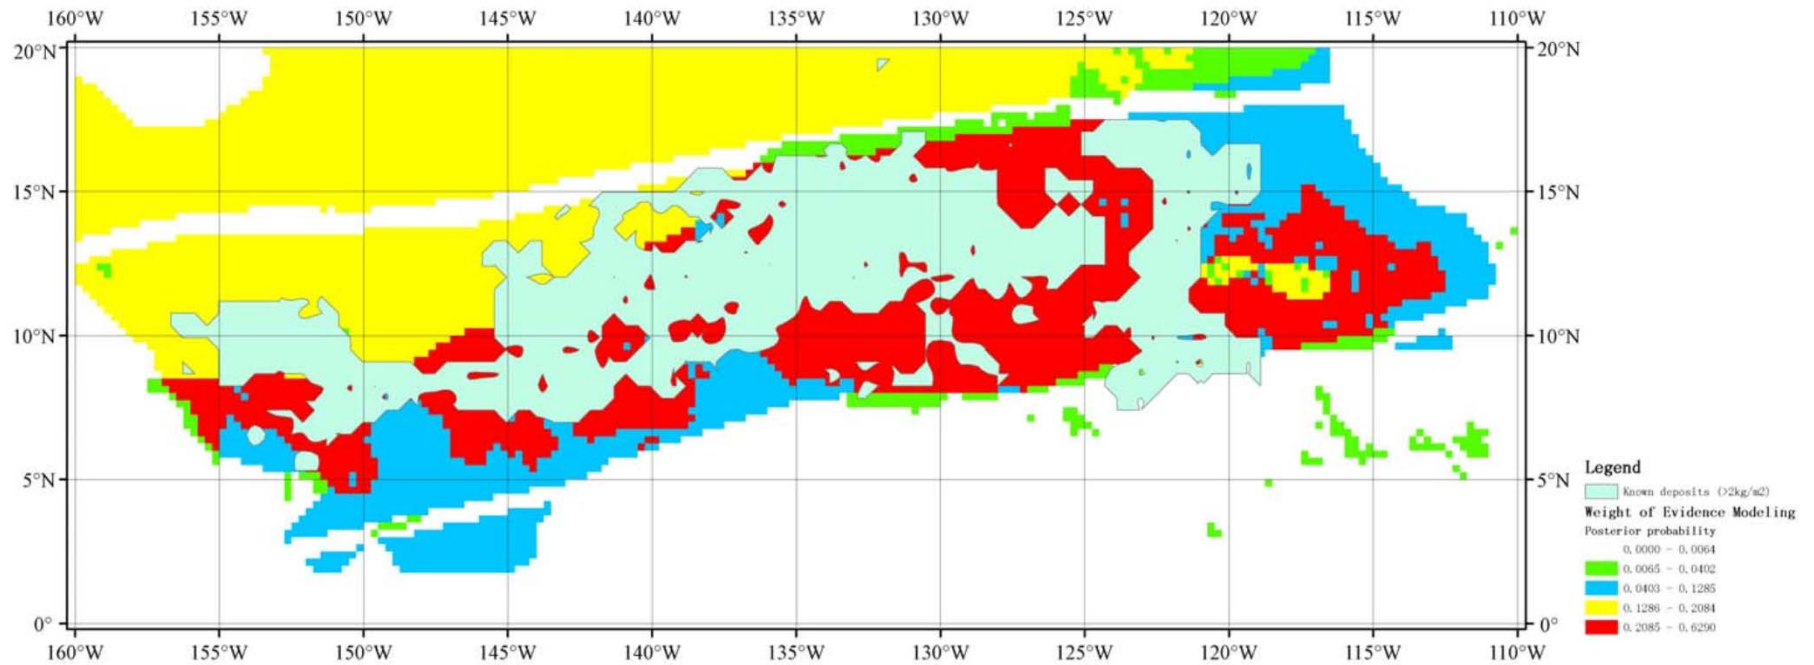 160°W 155°W 150°W 145°W 140°W 135°W 130°W 125°W 120°W 115°W 110°W
20°N 20°N
15°N 15°N
10°N 10°N
5°N 5°N
Legend
Known deposits (>2kg/m2)
Weight of Evidence Modeling
Posterior probability
0.0000 - 0.0064
0.0065 - 0.0402
0.0403 - 0.1285
0.1286 - 0.2084
0.2085 - 0.6290
0° 0°
160°W 155°W 150°W 145°W 140°W 135°W 130°W 125°W 120°W 115°W 110°W